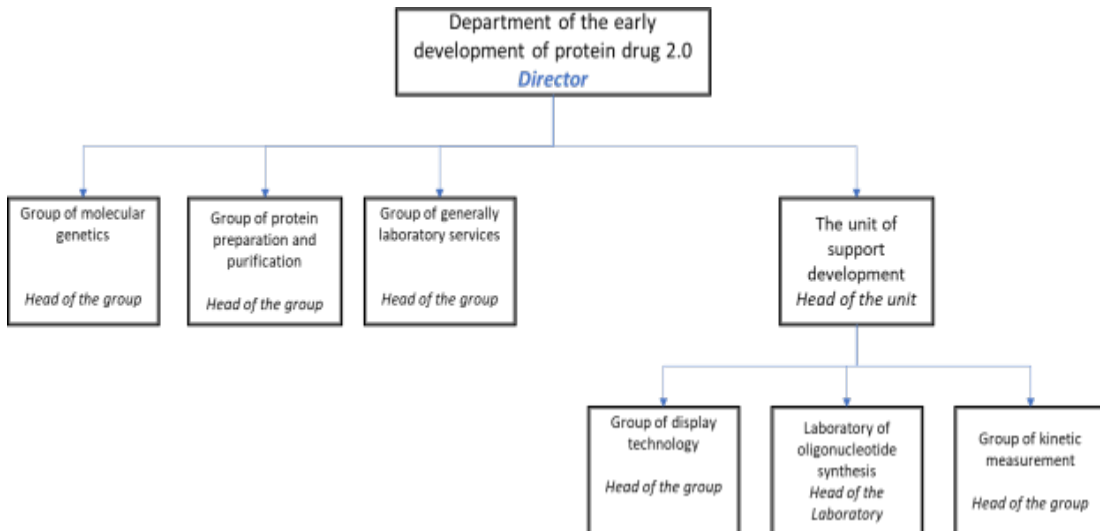 Department of the early
development of protein drug 2.0
Director
Group of molecular
genetics
Head of the group
Group of protein
preparation and
purification
Head of the group
Group of generally
laboratory services
Head of the group
The unit of
support
development
Head of the unit
Group of display
technology
Head of the group
Laboratory of
oligonucleotide
synthesis
Head of the
Laboratory
Group of kinetic
measurement
Head of the group